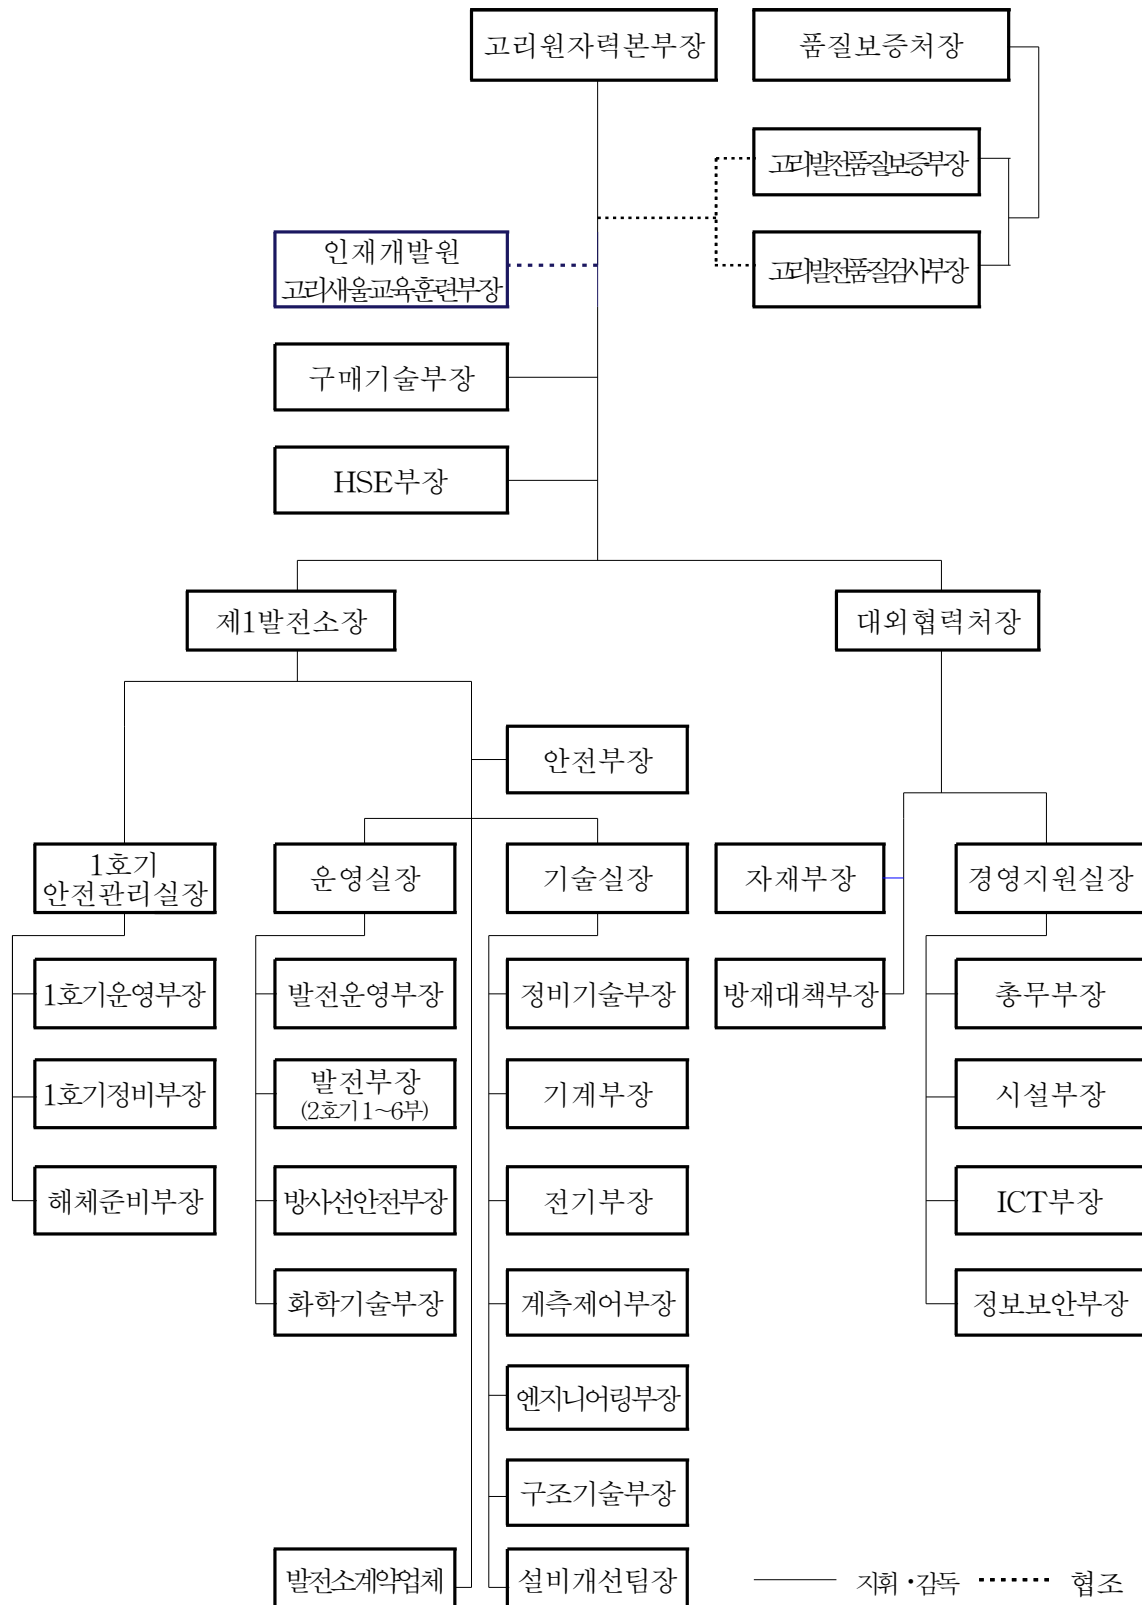 고리원자력본부장
품질보증처장
고리발전품질보증부장
인재개발원
고리새울교육훈련부장
고리발전품질검사부장
구매기술부장
HSE부장
제1발전소장
대외협력처장
안전부장
1호기
안전관리실장
운영실장
기술실장
자재부장
경영지원실장
1호기운영부장
발전운영부장
정비기술부장
방재대책부장
총무부장
1호기정비부장
발전부장
(2호기 1~6부)
기계부장
시설부장
해체준비부장
방사선안전부장
전기부장
ICT부장
화학기술부장
계측제어부장
정보보안부장
엔지니어링부장
구조기술부장
발전소계약업체
설비개선팀장
지휘·감독
협조